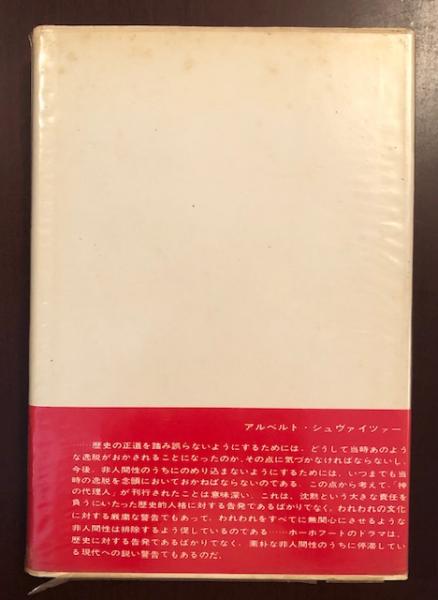 アルベルト・シュヴァイツァー
……歴史の正道を踏み誤らないようにするためには、どうして当時あのよう
な逸脱がおかされることになったのか、その点に気づかなければならないし、
今後、非人間性のうちにのめり込まないようにするためには、いつまでも当
時の逸脱を念頭においておかねばならないのである。この点から考えて、「神
の代理人」が刊行されたことは意味深い。これは、沈黙という大きな責任を
負うにいたった歴史的人格に対する告発であるばかりでなく、われわれの文化
に対する厳粛な警告でもあって、われわれをすべてに無関心にさせるような
非人間性は排除するよう促しているのである……ホーホフートのドラマは、
歴史に対する告発であるばかりでなく、素朴な非人間性のうちに停滞してい
る現代への鋭い警告でもあるのだ。